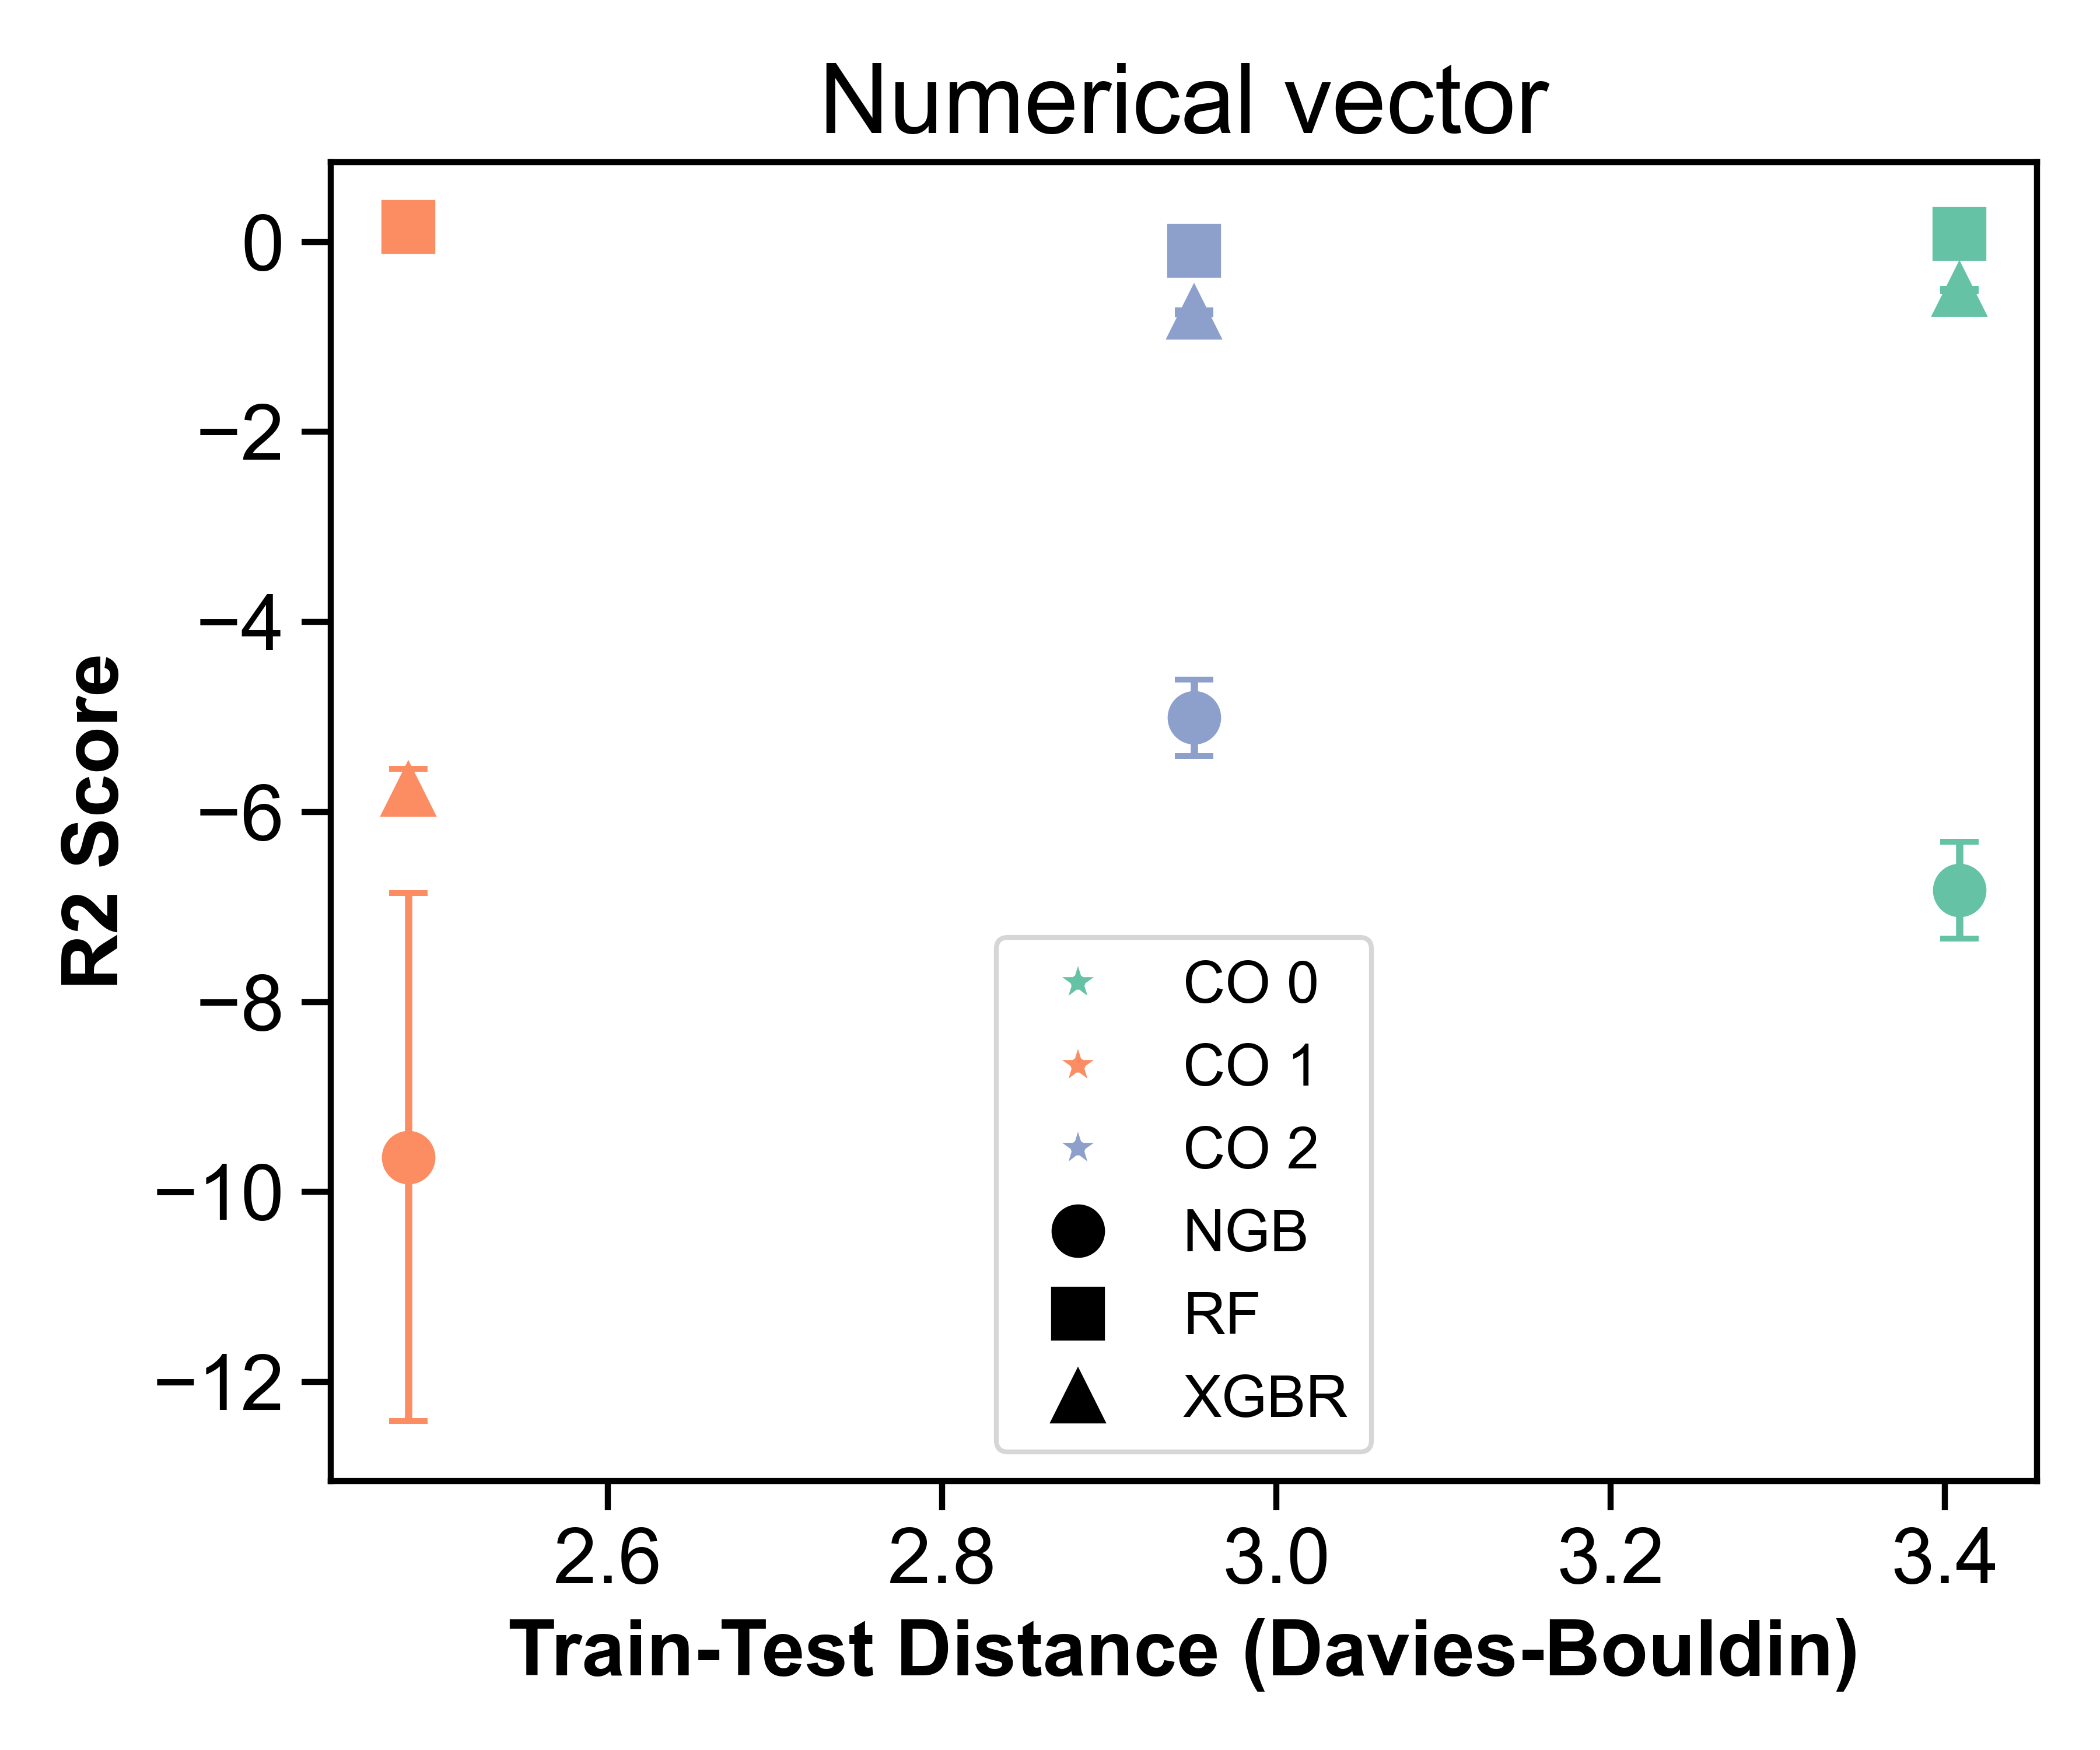 Numerical vector
0
−2
−4
−6
−8
−10
−12
R2 Score
CO 0
CO 1
CO 2
NGB
RF
XGBR
2.6 2.8 3.0 3.2 3.4
Train-Test Distance (Davies-Bouldin)